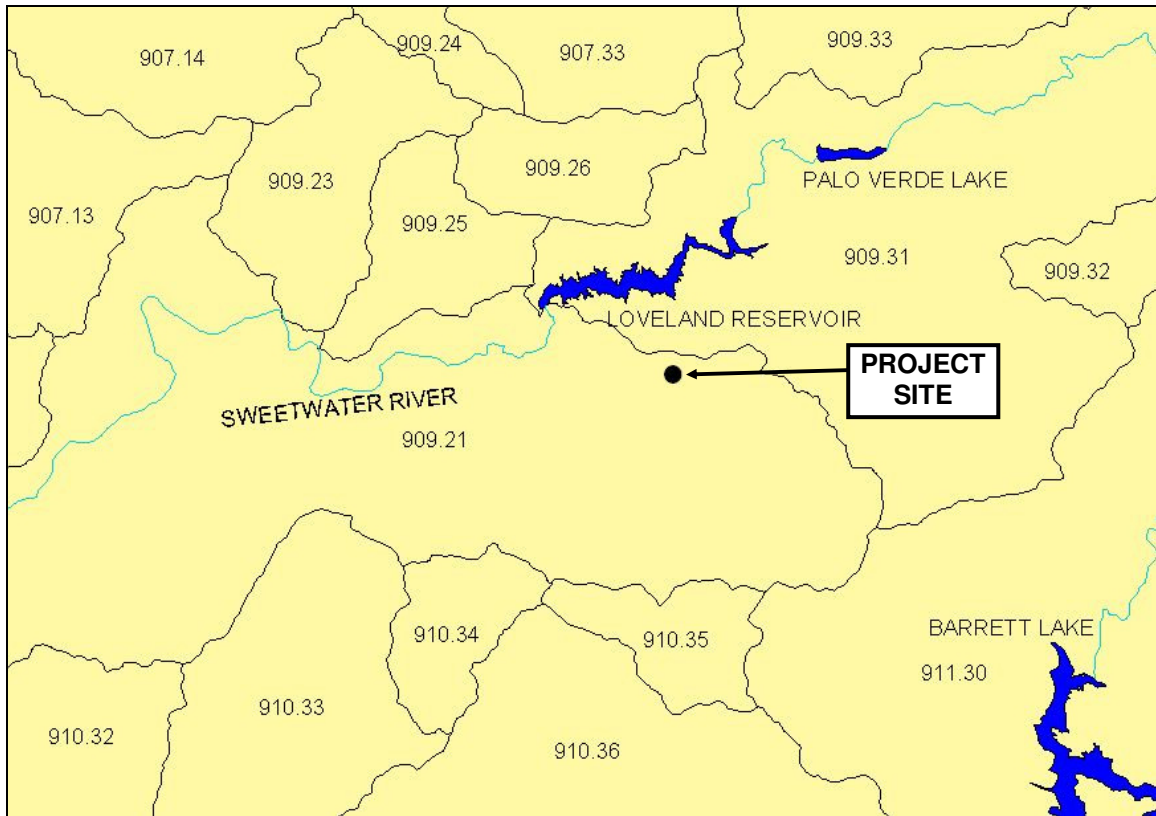 907.14
909.24
907.33
909.33
909.23
909.26
PALO VERDE LAKE
907.13
909.25
909.31
909.32
LOVELAND RESERVOIR
PROJECT
SITE
SWEETWATER RIVER
909.21
910.34
910.35
BARRETT LAKE
911.30
910.33
910.32
910.36